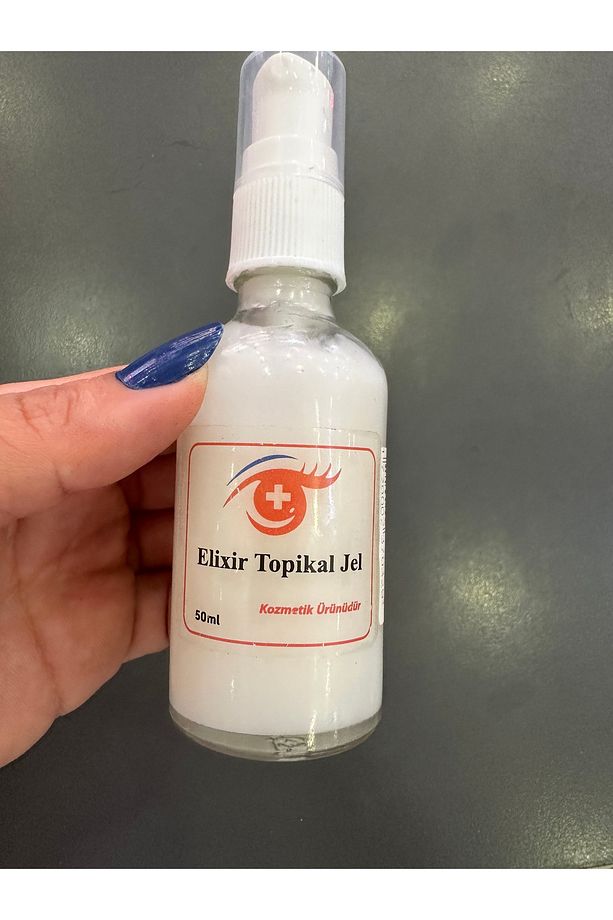 Elixir Topikal Jel
Kozmetik Ürünüdür
50ml